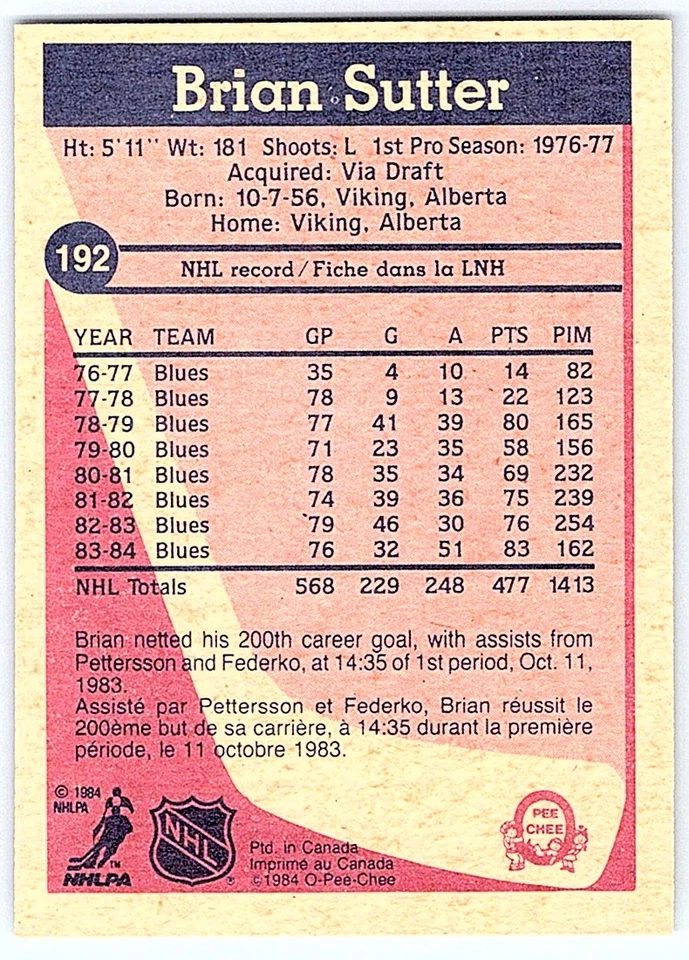 Brian Sutter
Ht: 5'11" Wt: 181 Shoots: L 1st Pro Season: 1976-77
Acquired: Via Draft
Born: 10-7-56, Viking, Alberta
Home: Viking, Alberta
192
NHL record/Fiche dans la LNH
YEAR TEAM GP G A PTS PIM
76-77 Blues 35 4 10 14 82
77-78 Blues 78 9 13 22 123
78-79 Blues 77 41 39 80 165
79-80 Blues 71 23 35 58 156
80-81 Blues 78 35 34 69 232
81-82 Blues 74 39 36 75 239
82-83 Blues 79 46 30 76 254
83-84 Blues 76 32 51 83 162
NHL Totals 568 229 248 477 1413
Brian netted his 200th career goal, with assists from
Pettersson and Federko, at 14:35 of 1st period, Oct. 11,
1983.
Assisté par Pettersson et Federko, Brian réussit le
200ème but de sa carrière, à 14:35 durant la première
période, le 11 octobre 1983.
© 1984
NHLPA
TM
NHLPA
NHL
®
Ptd. in Canada
Imprimé au Canada
©1984 O-Pee-Chee
O
PEE
CHEE